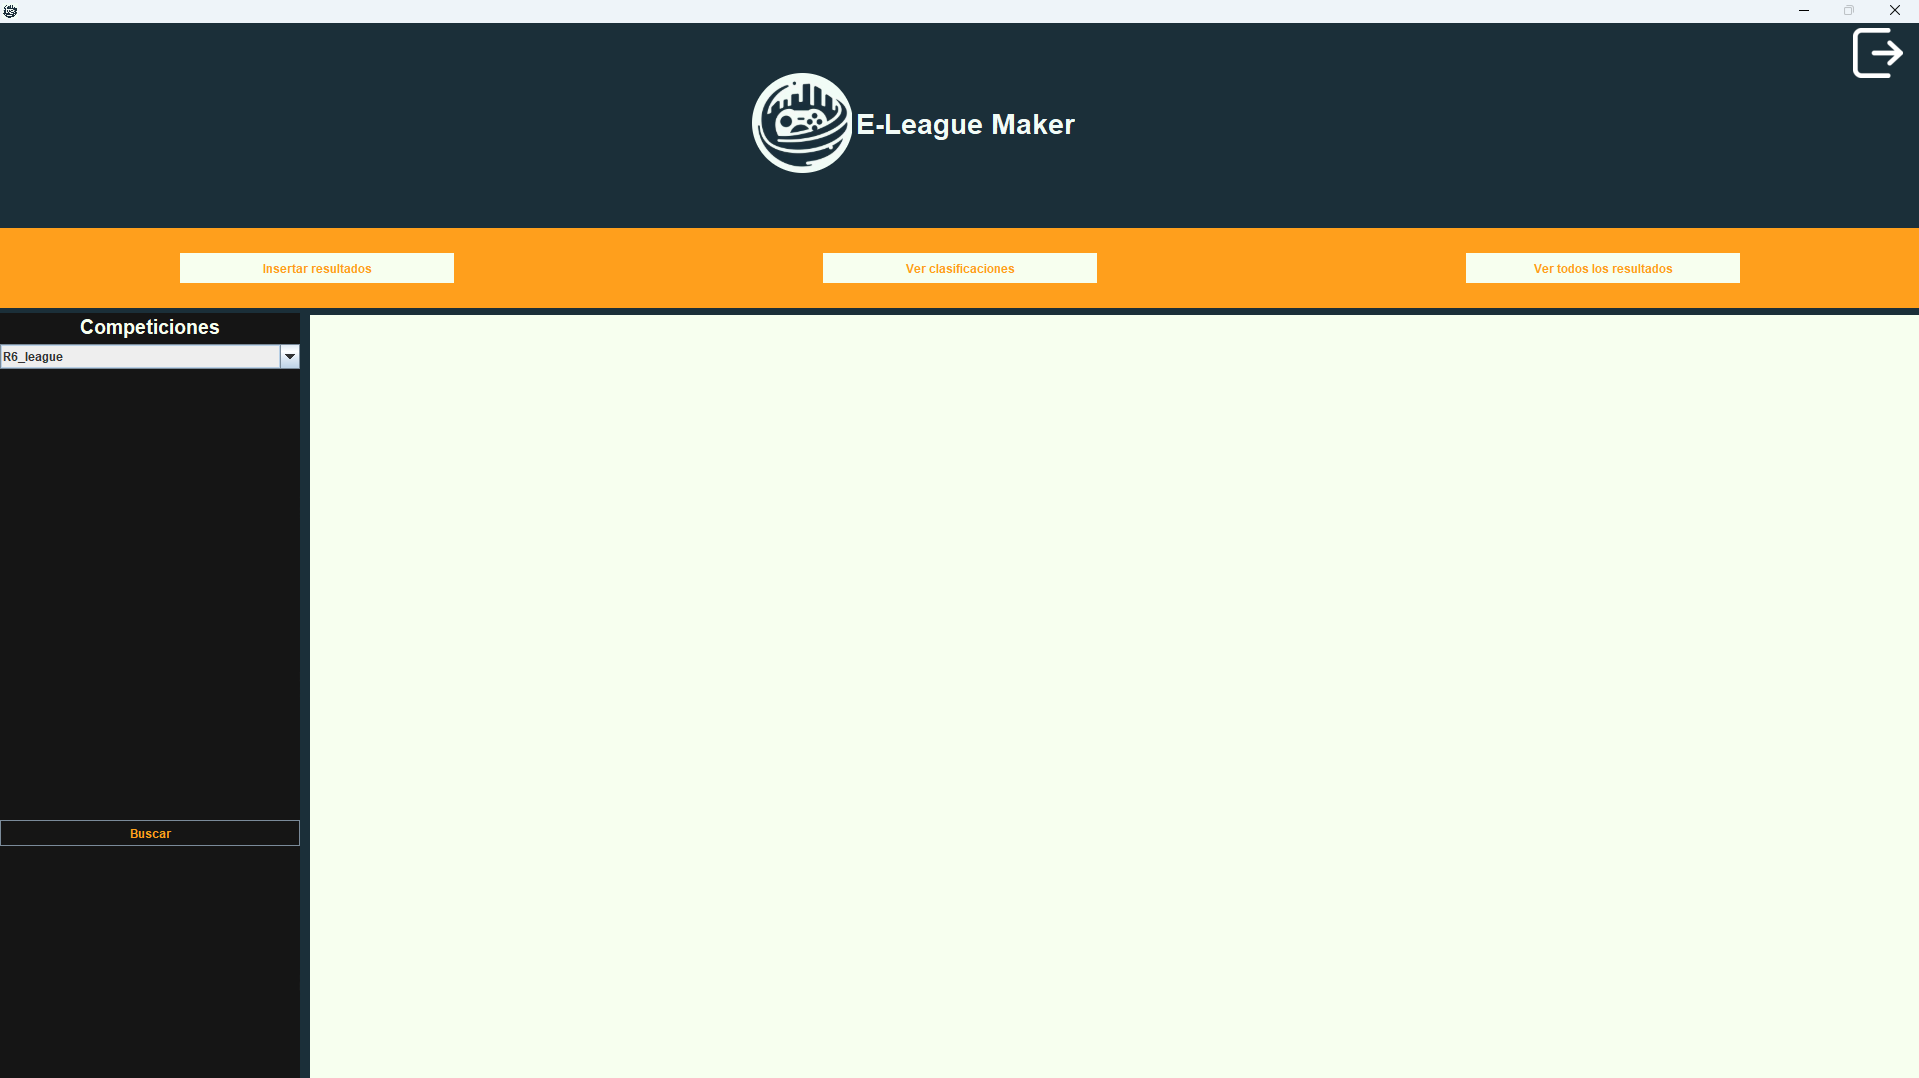 E-League Maker
Insertar resultados
Ver clasificaciones
Ver todos los resultados
Competiciones
R6_league
Buscar